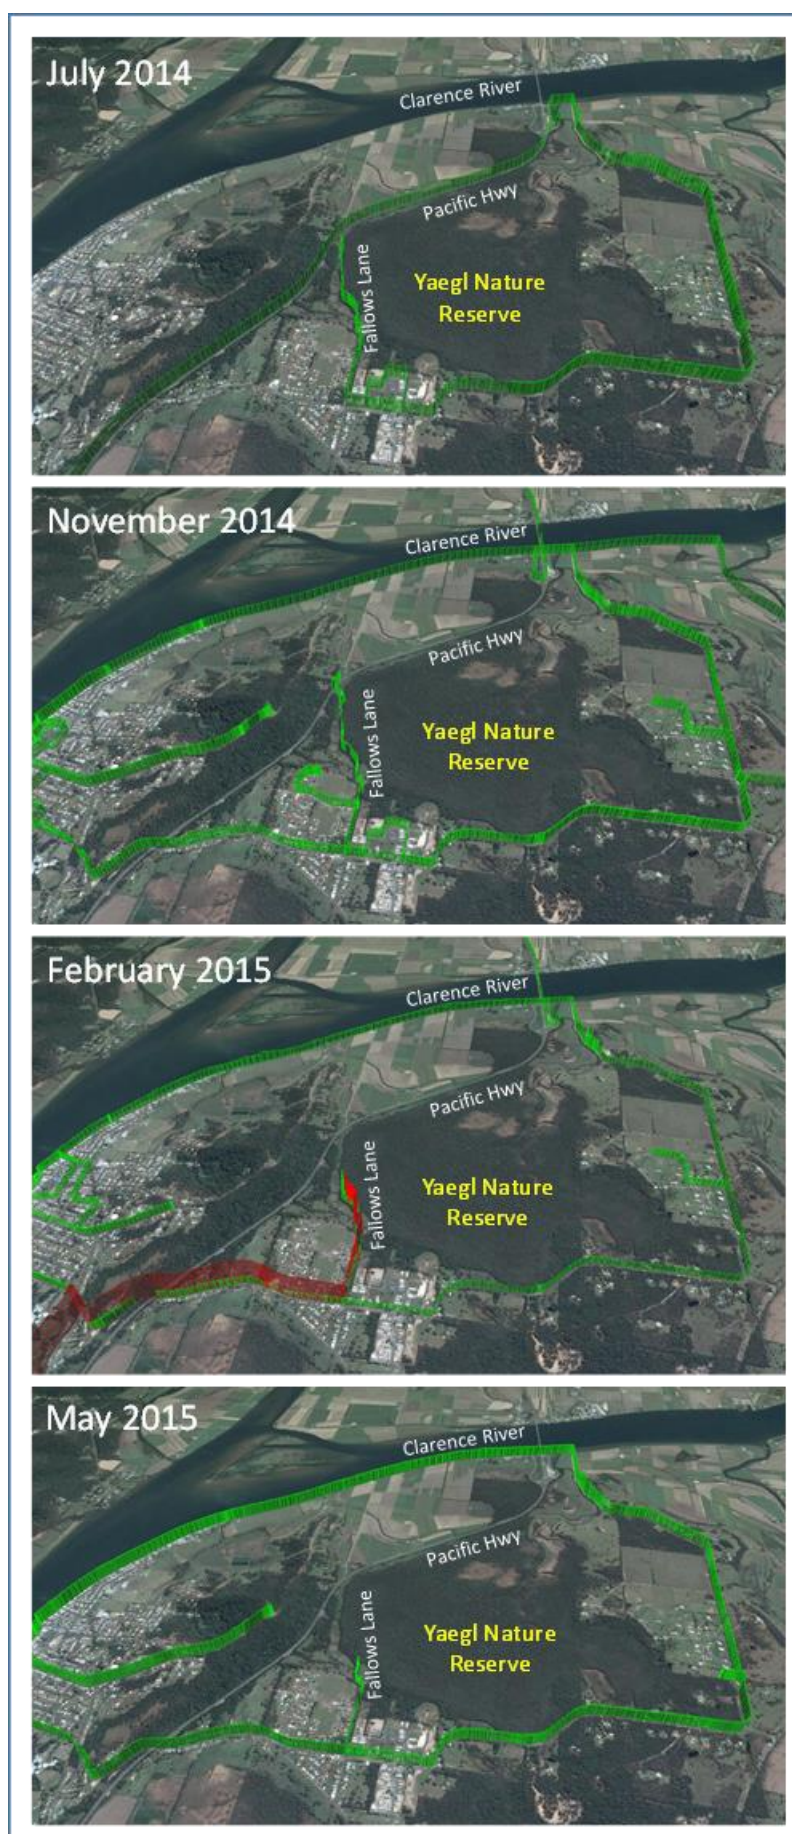 July 2014
Clarence River
Pacific Hwy
Fallows Lane
Yaegl Nature
Reserve
November 2014
Clarence River
Pacific Hwy
Fallows Lane
Yaegl Nature
Reserve
February 2015
Clarence River
Pacific Hwy
Fallows Lane
Yaegl Nature
Reserve
May 2015
Clarence River
Pacific Hwy
Fallows Lane
Yaegl Nature
Reserve